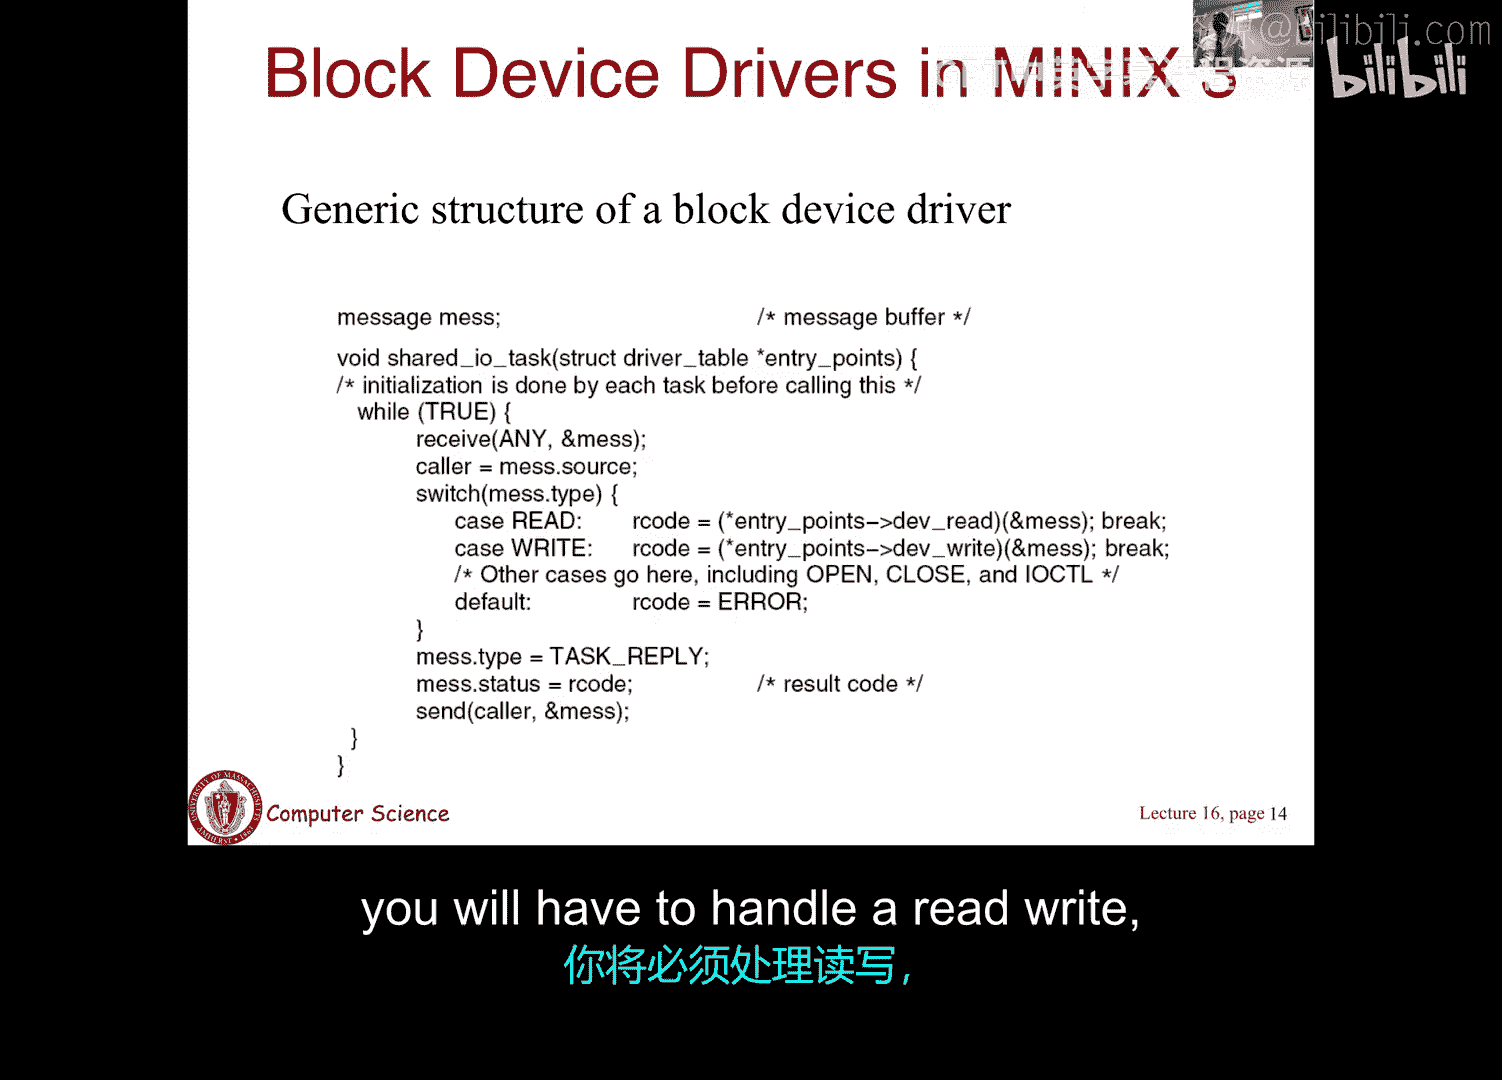 @bilibili.com
bilibili
Block Device Drivers in MINIX 3
Generic structure of a block device driver
message mess; /* message buffer */
void shared_io_task(struct driver_table *entry_points) {
/* initialization is done by each task before calling this */
while (TRUE) {
receive(ANY, &mess);
caller = mess.source;
switch(mess.type) {
case READ: rcode = (*entry_points->dev_read)(&mess); break;
case WRITE: rcode = (*entry_points->dev_write)(&mess); break;
/* Other cases go here, including OPEN, CLOSE, and IOCTL */
default: rcode = ERROR;
}
mess.type = TASK_REPLY;
mess.status = rcode; /* result code */
send(caller, &mess);
}
}
Computer Science
Lecture 16, page 14
you will have to handle a read write,
你将必须处理读写，